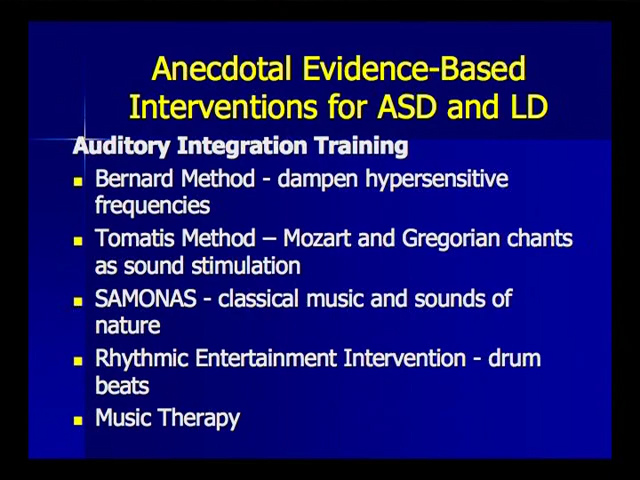 Anecdotal Evidence-Based
Interventions for ASD and LD
Auditory Integration Training
Bernard Method - dampen hypersensitive
frequencies
Tomatis Method – Mozart and Gregorian chants
as sound stimulation
SAMONAS - classical music and sounds of
nature
Rhythmic Entertainment Intervention - drum
beats
Music Therapy